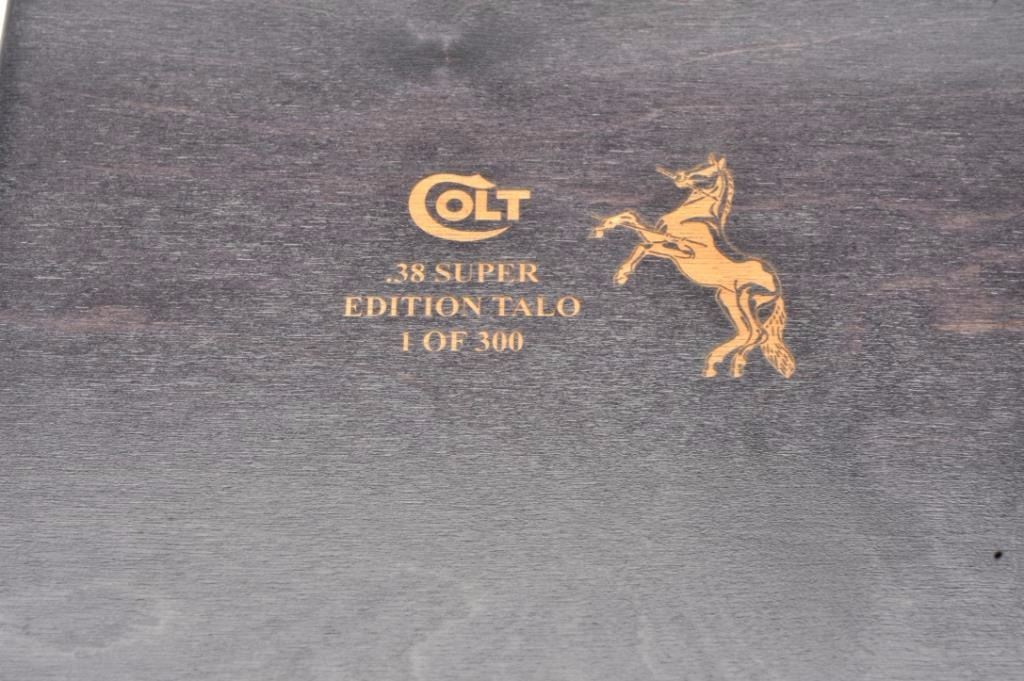 COLT
.38 SUPER
EDITION TALO
1 OF 300